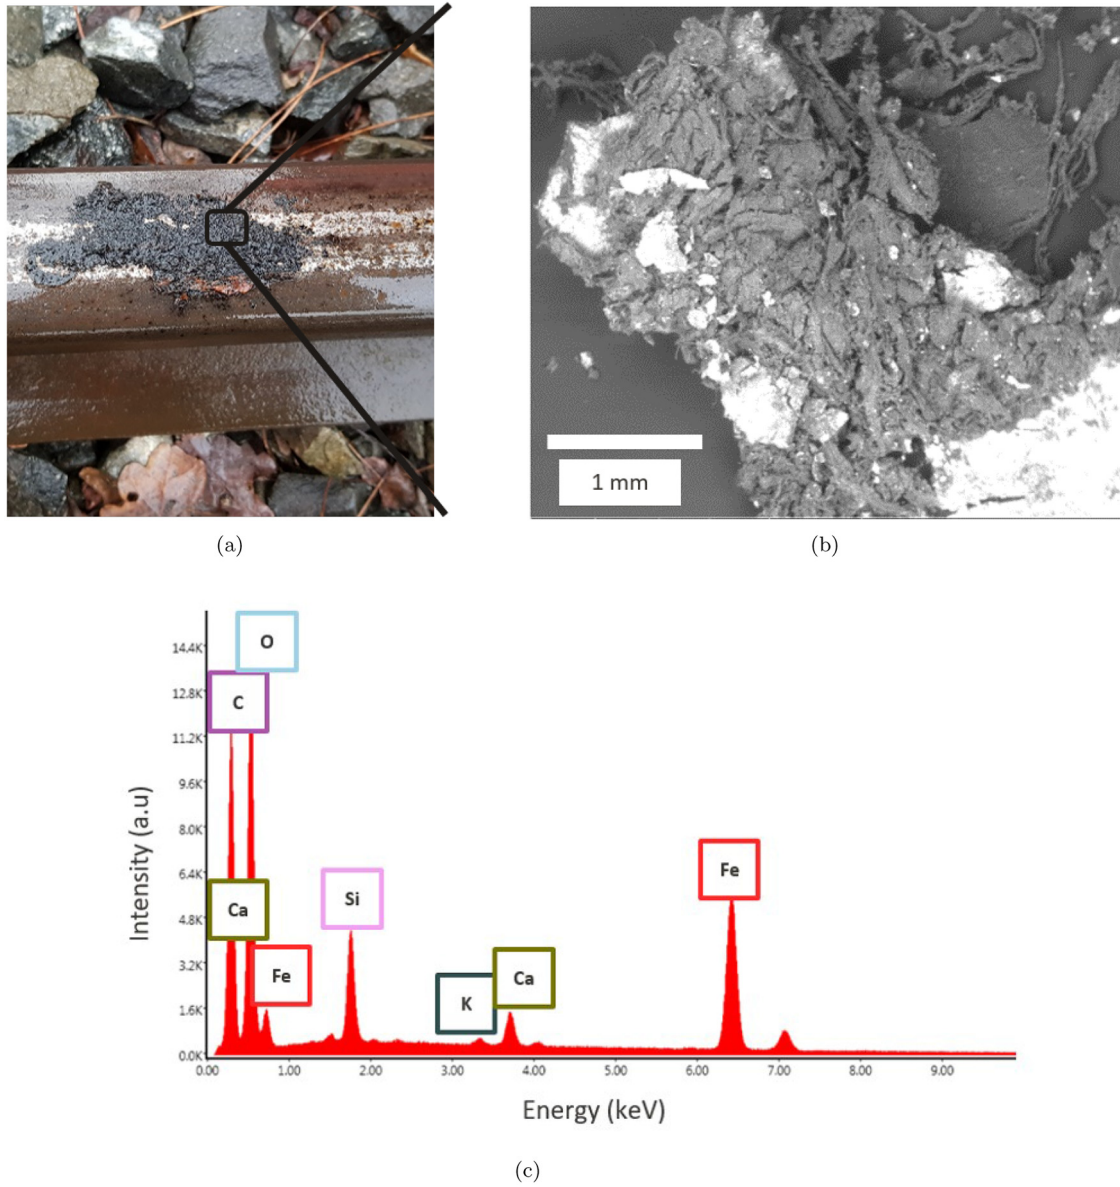 1 mm
(a)
(b)
O
14.4K
12.8K
C
11.2K
9.6K
8.0K
Fe
6.4K
Si
Ca
4.8K
Fe
K
Ca
3.2K
1.6K
0.0K
0.00
1.00
2.00
3.00
4.00
5.00
6.00
7.00
8.00
9.00
Intensity (a.u)
Energy (keV)
(c)